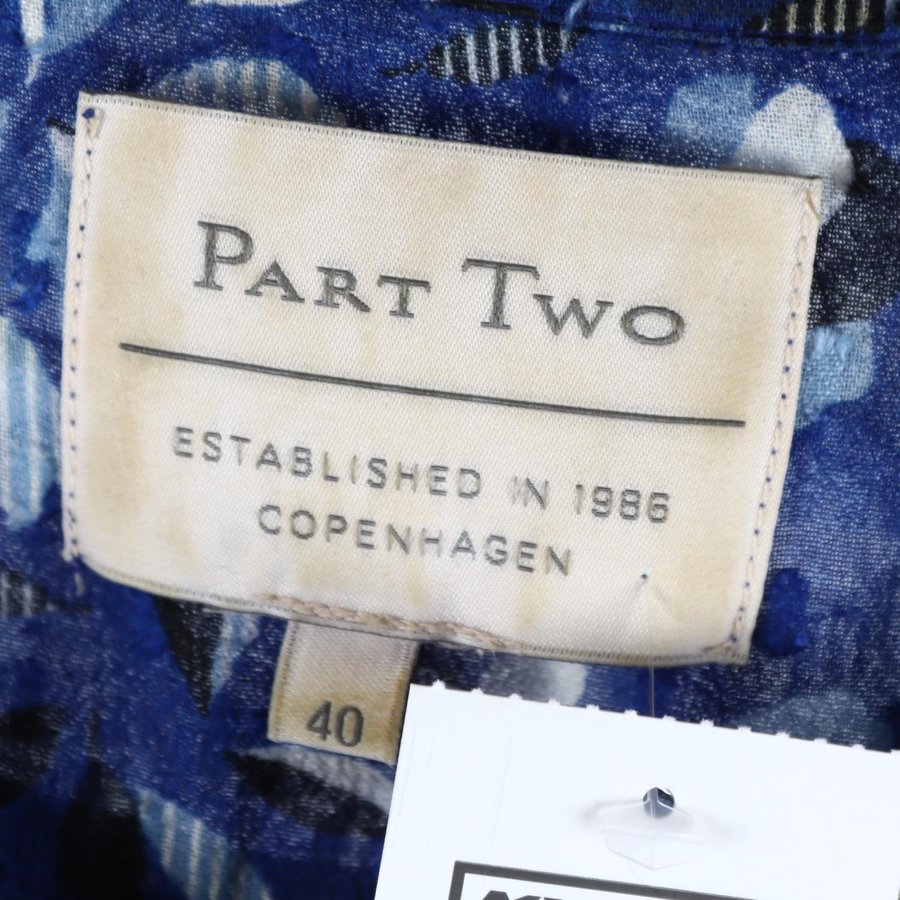 PART TWO
ESTABLISHED IN 1986
COPENHAGEN
40